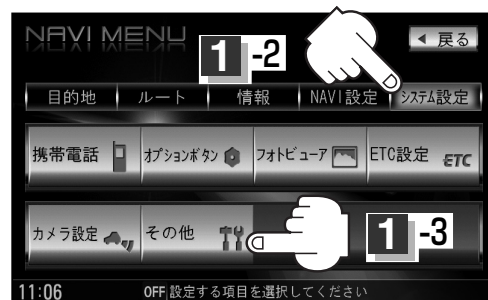 NAVI MENU
◀ 戻る
1 -2
目的地 ルート 情報 NAVI設定 システム設定
携帯電話 オプションボタン フォトビューア ETC設定 ETC
カメラ設定 その他
1 -3
11:06 OFF 設定する項目を選択してください